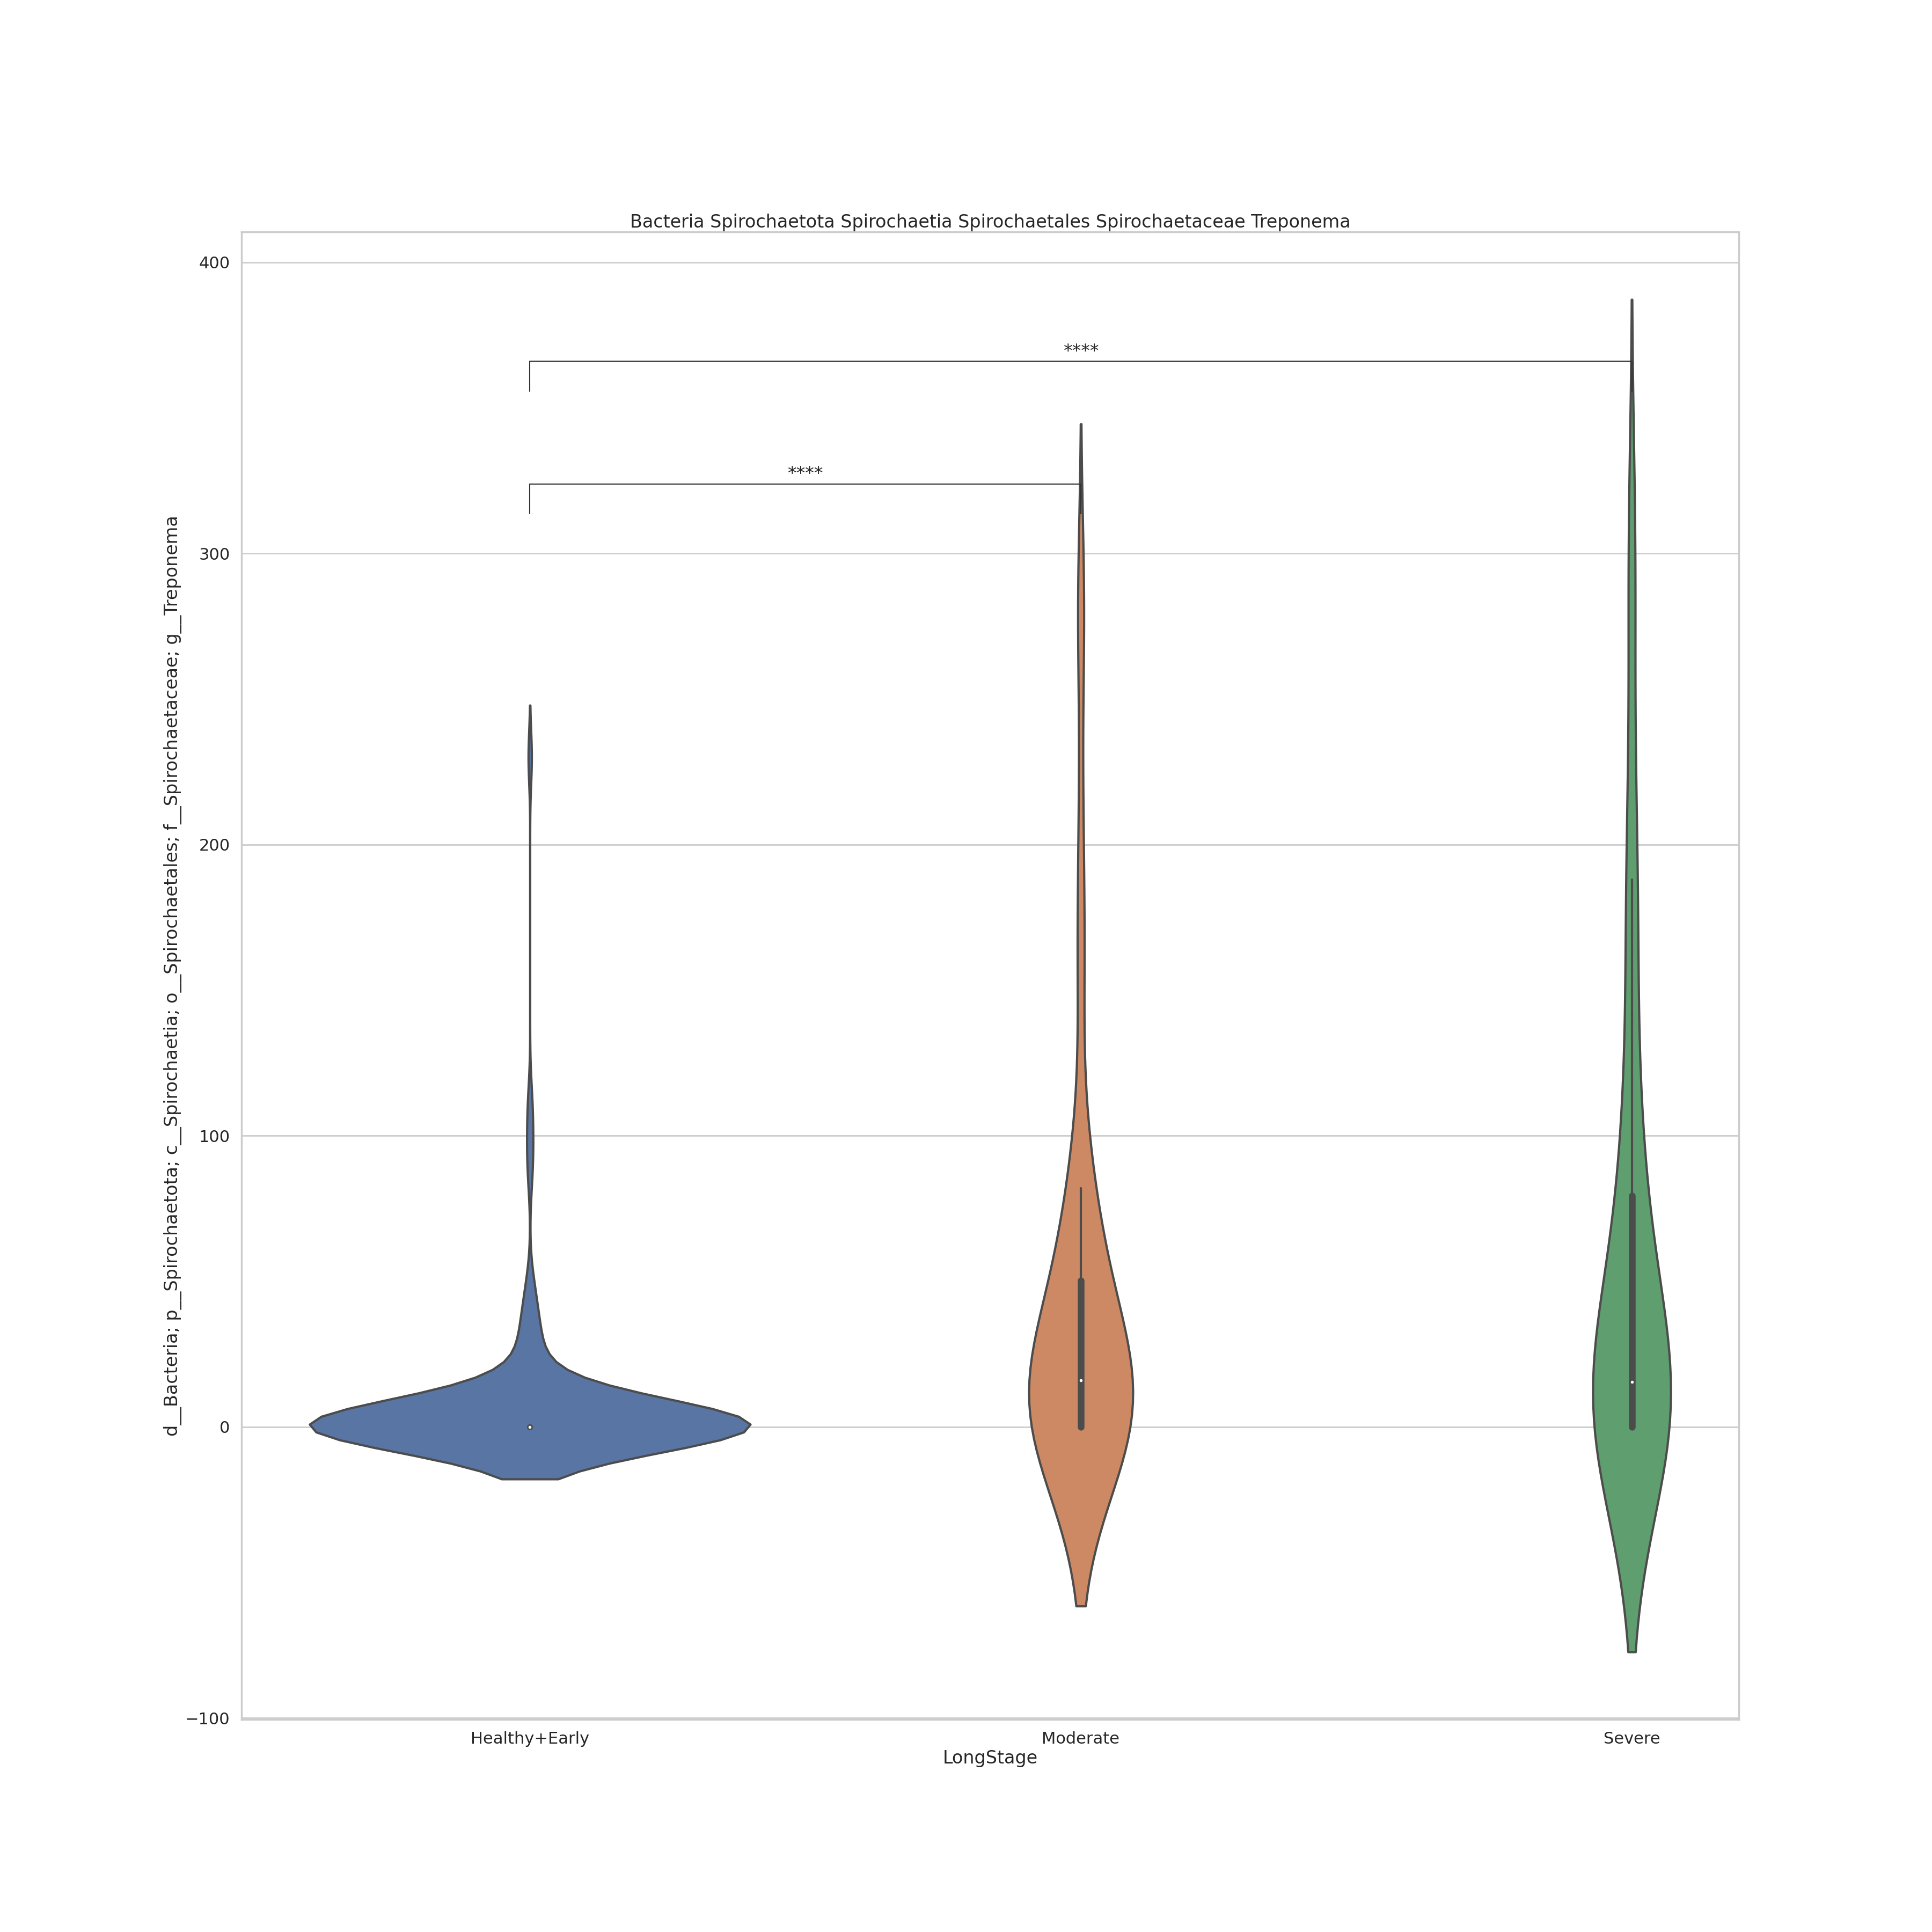 Bacteria Spirochaetota Spirochaetia Spirochaetales Spirochaetaceae Treponema
400
300
200
100
0
−100
d__Bacteria; p__Spirochaetota; c__Spirochaetia; o__Spirochaetales; f__Spirochaetaceae; g__Treponema
****
****
Healthy+Early
Moderate
Severe
LongStage